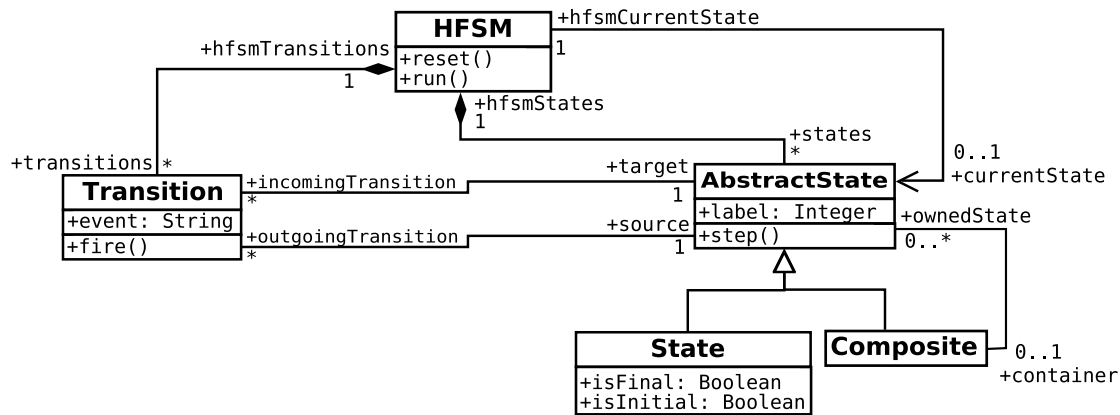 HFSM
+reset()
+run()
+hfsmCurrentState
1
+hfsmTransitions
1
+hfsmStates
1
+states
*
+transitions *
0..1
+currentState
Transition
+event: String
+fire()
+incomingTransition
*
+target
1
+outgoingTransition
*
+source
1
AbstractState
+label: Integer
+step()
+ownedState
0..*
State
+isFinal: Boolean
+isInitial: Boolean
Composite
0..1
+container